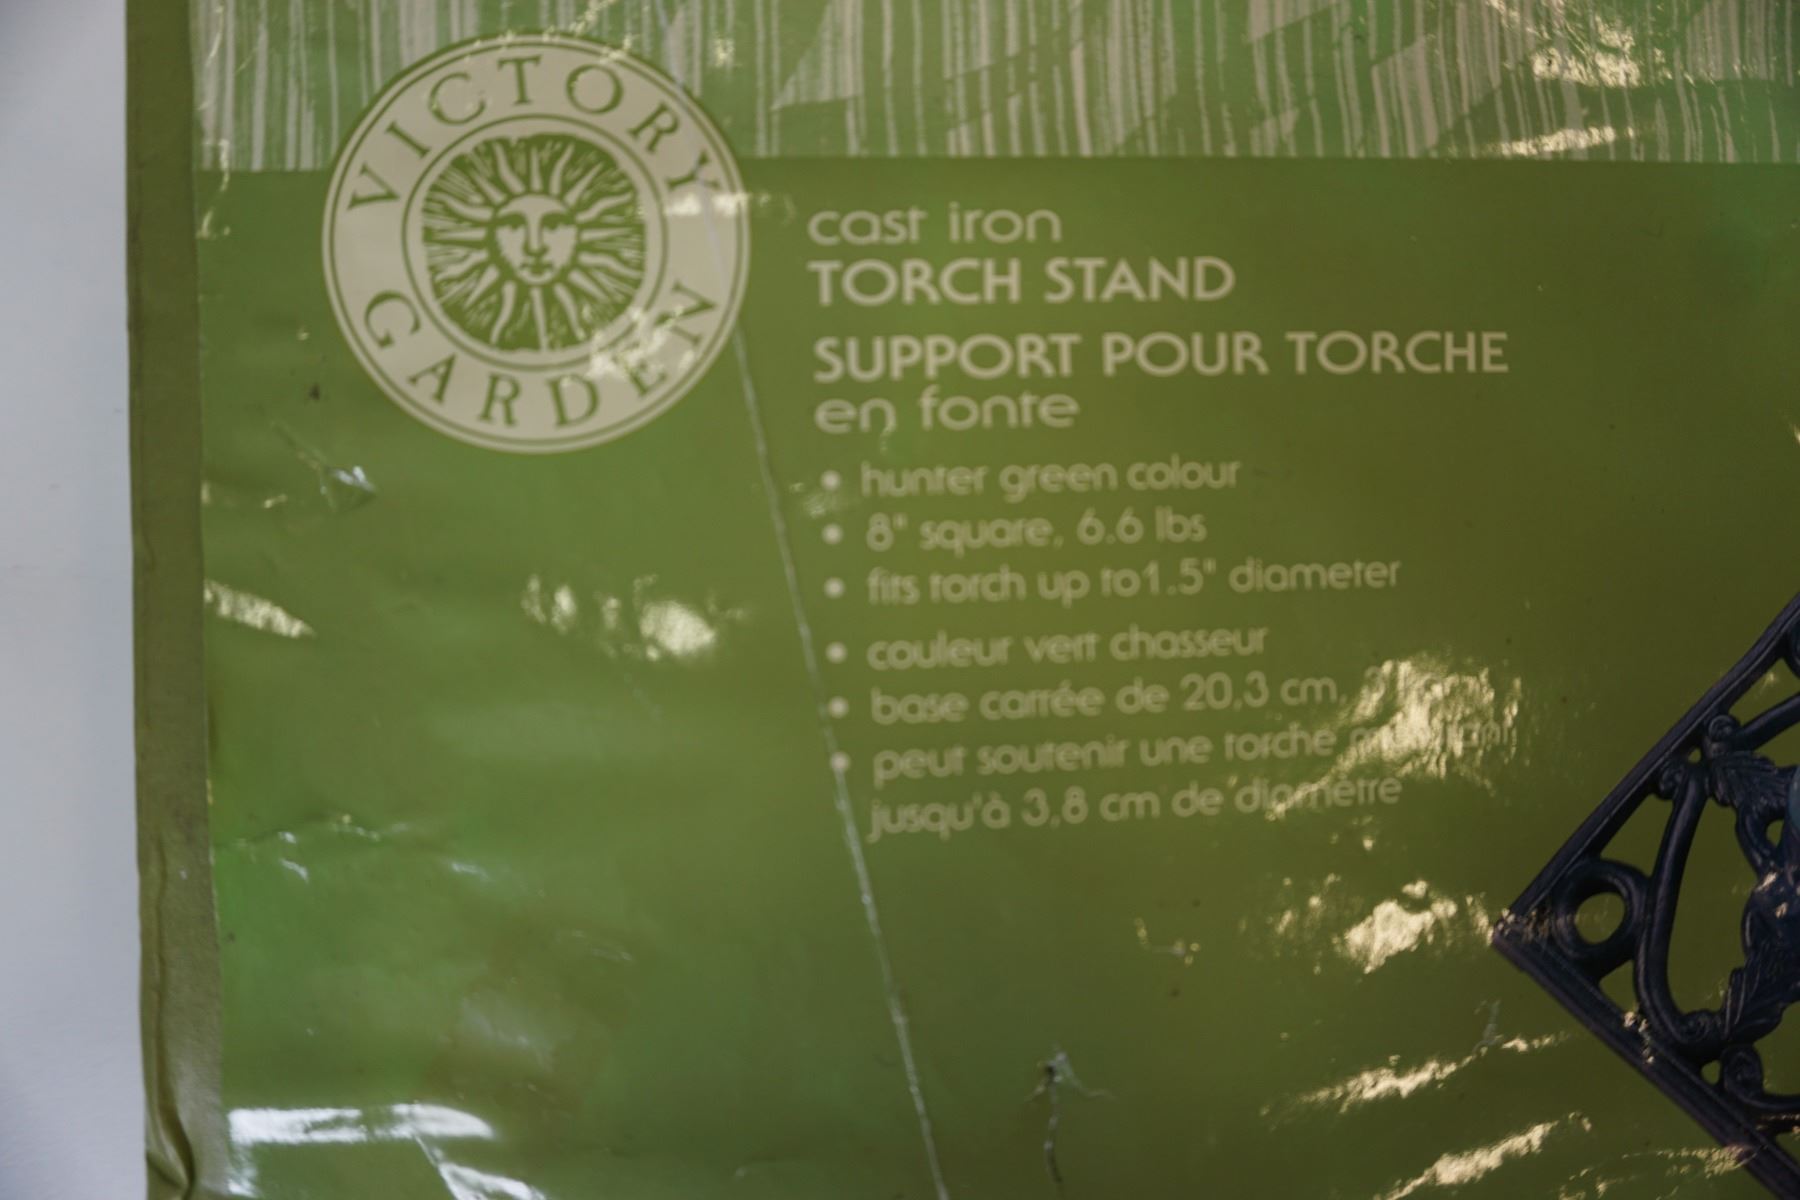 VICTORY
GARDEN
cast iron
TORCH STAND
SUPPORT POUR TORCHE
en fonte
• hunter green colour
• 8" square, 6.6 lbs
• fits torch up to1.5" diameter
• couleur vert chasseur
• base carrée de 20,3 cm,
• peut soutenir une torche
jusqu'à 3,8 cm de diamètre